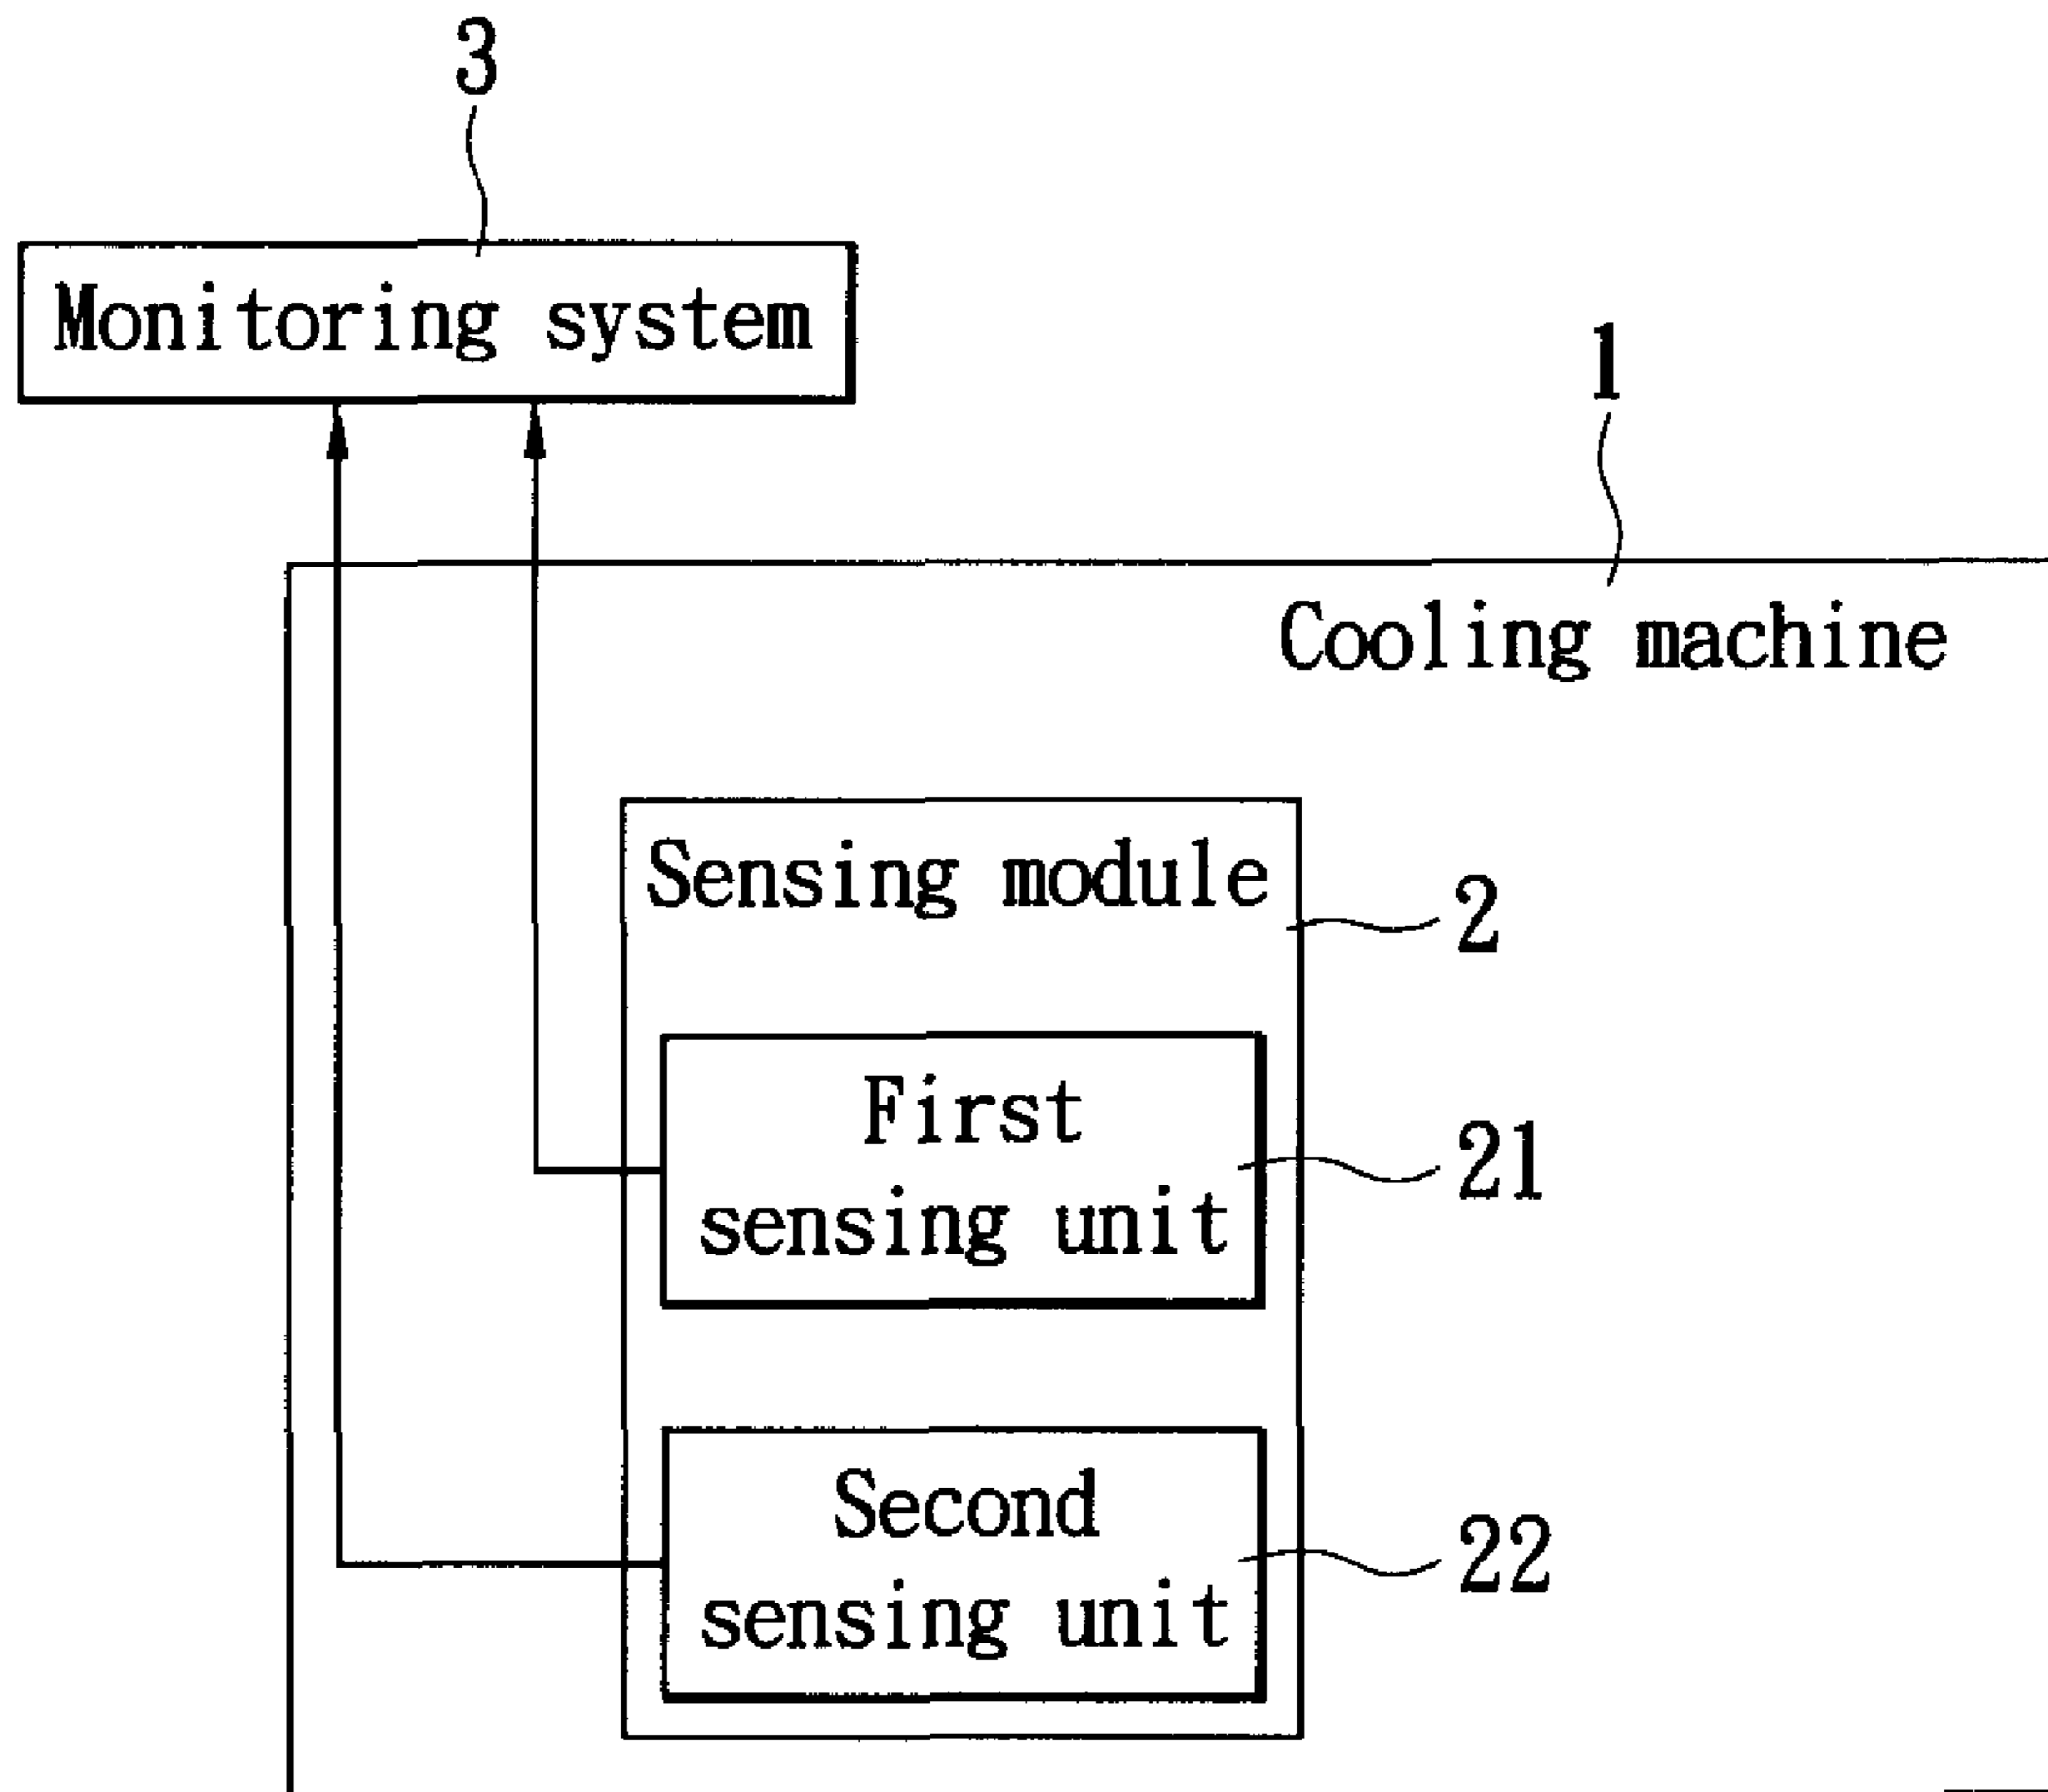 3
Monitoring system
1
Cooling machine
Sensing module
2
First
sensing unit
21
Second
sensing unit
22